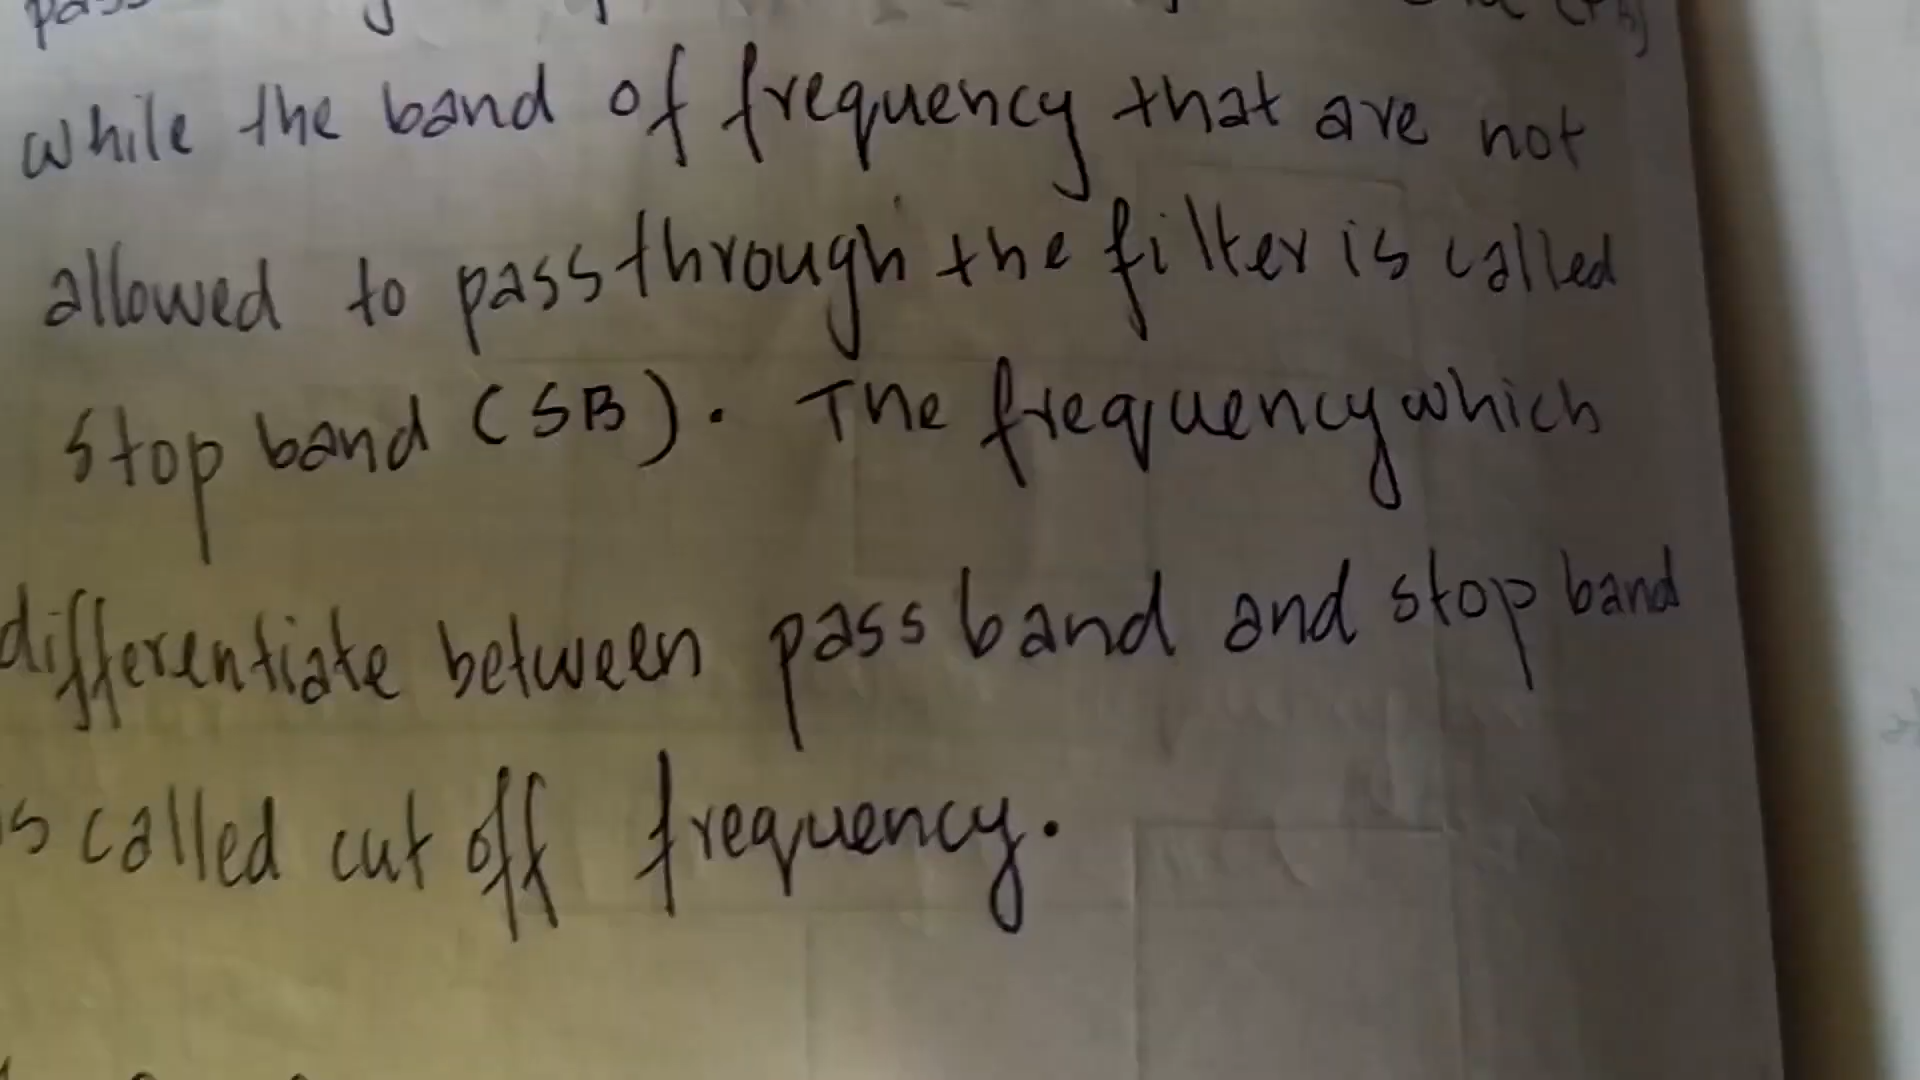 while the band of frequency that are not
allowed to pass through the filter is called
stop band (SB). The frequency which
differentiate between pass band and stop band
is called cut off frequency.